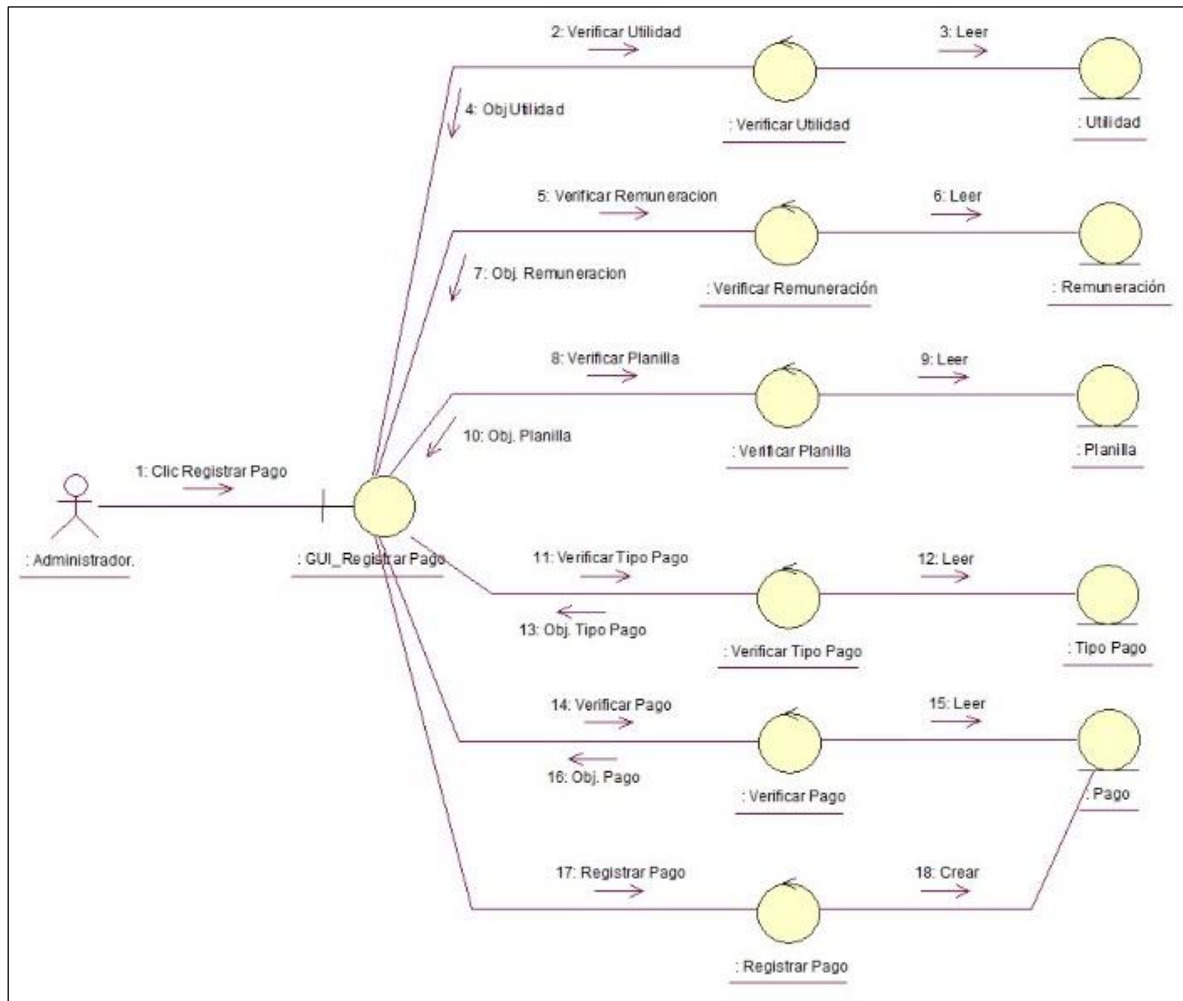 2: Verificar Utilidad
3: Leer
4: Obj Utilidad
: Verificar Utilidad
: Utilidad
5: Verificar Remuneracion
6: Leer
7: Obj. Remuneracion
: Verificar Remuneración
: Remuneración
8: Verificar Planilla
9: Leer
10: Obj. Planilla
: Verificar Planilla
: Planilla
1: Clic Registrar Pago
: Administrador.
: GUI_Registrar Pago
11: Verificar Tipo Pago
12: Leer
13: Obj. Tipo Pago
: Verificar Tipo Pago
: Tipo Pago
14: Verificar Pago
15: Leer
16: Obj. Pago
: Verificar Pago
: Pago
17: Registrar Pago
18: Crear
: Registrar Pago